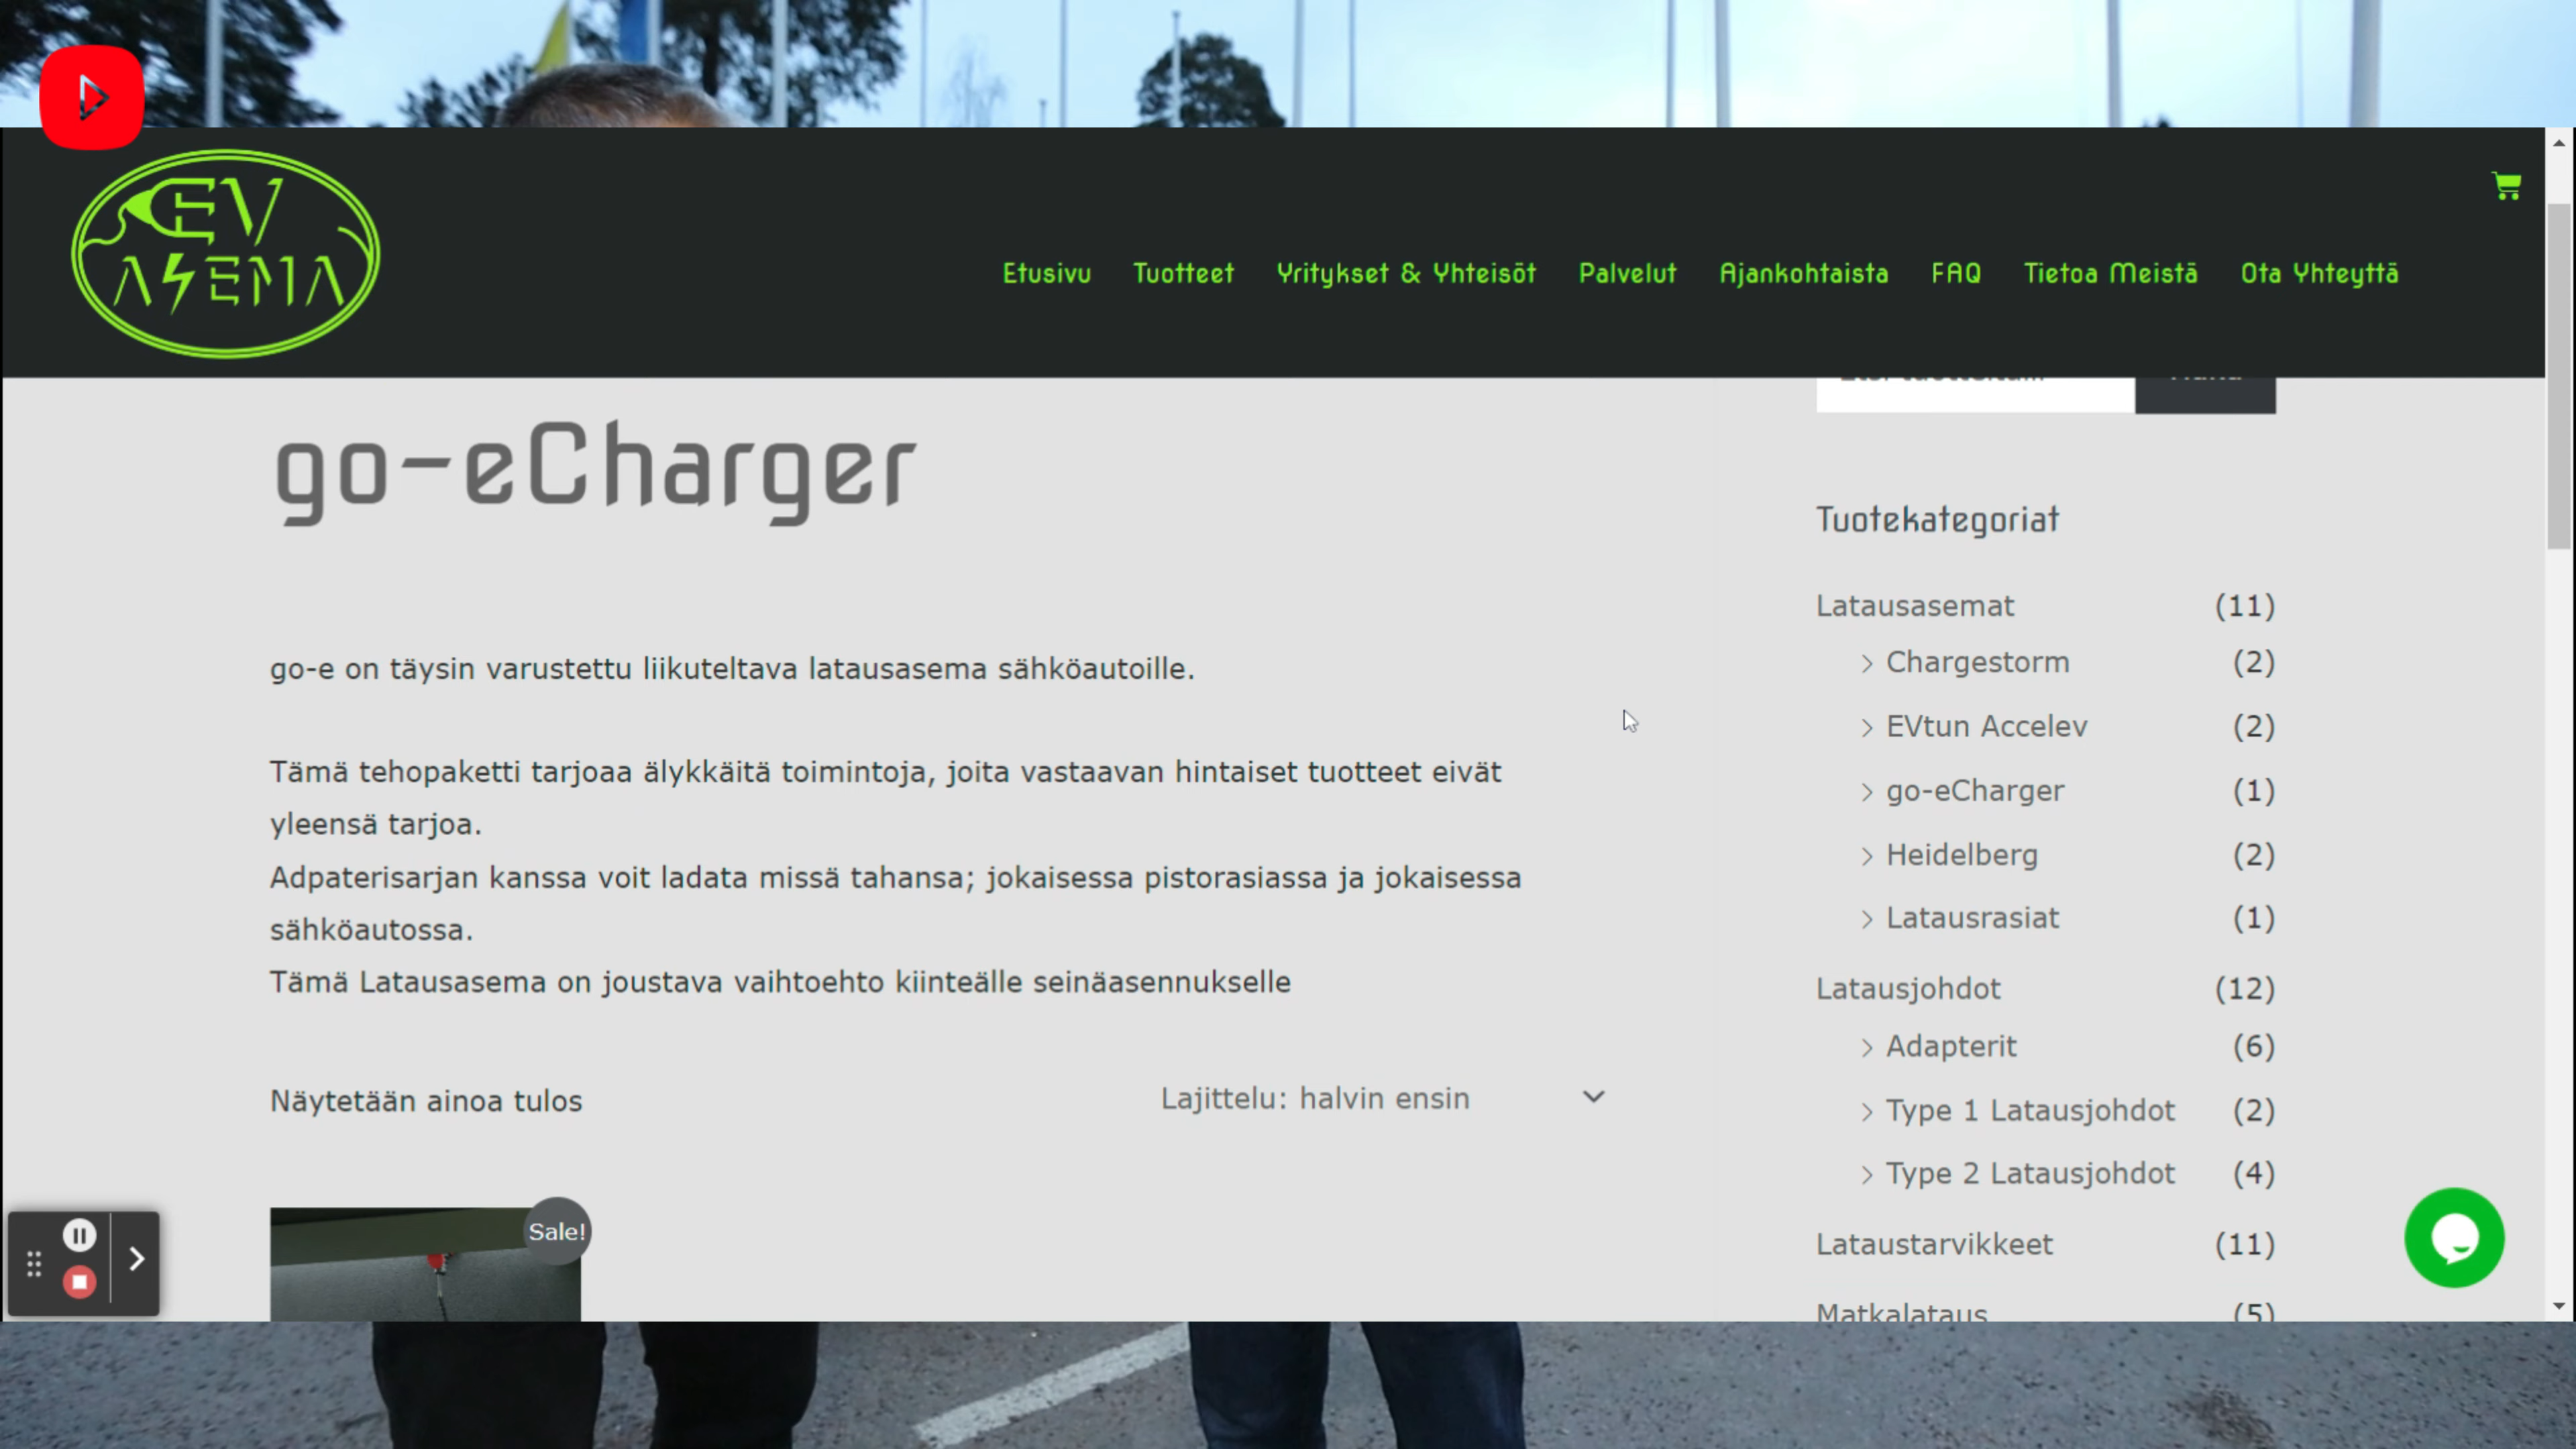 EV
ASEMA
Etusivu Tuotteet Yritykset & Yhteisöt Palvelut Ajankohtaista FAQ Tietoa Meistä Ota Yhteyttä
go-eCharger
go-e on täysin varustettu liikuteltava latausasema sähköautoille.
Tämä tehopaketti tarjoaa älykkäitä toimintoja, joita vastaavan hintaiset tuotteet eivät
yleensä tarjoa.
Adpaterisarjan kanssa voit ladata missä tahansa; jokaisessa pistorasiassa ja jokaisessa
sähköautossa.
Tämä Latausasema on joustava vaihtoehto kiinteälle seinäasennukselle
Näytetään ainoa tulos
Lajittelu: halvin ensin
Sale!
Tuotekategoriat
Latausasemat (11)
Chargestorm (2)
EVtun Accelev (2)
go-eCharger (1)
Heidelberg (2)
Latausrasiat (1)
Latausjohdot (12)
Adapterit (6)
Type 1 Latausjohdot (2)
Type 2 Latausjohdot (4)
Lataustarvikkeet (11)
Matkalataus (5)